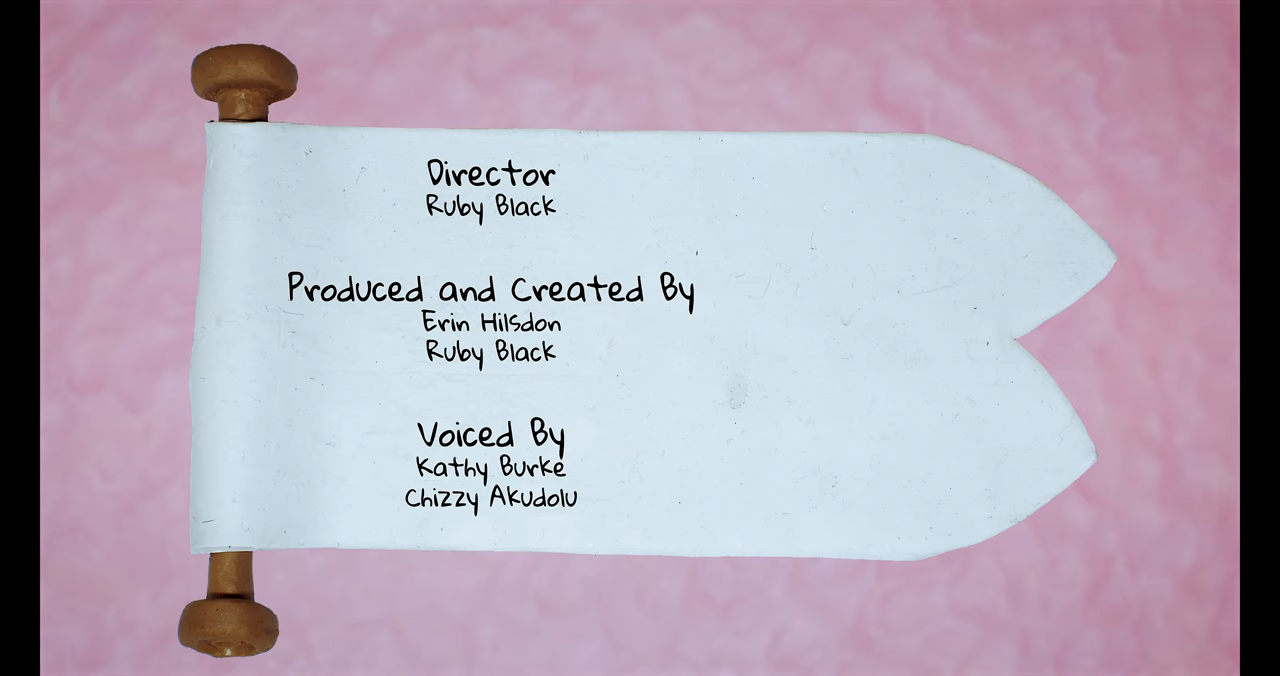 Director
Ruby Black
Produced and Created By
Erin Hilsdon
Ruby Black
Voiced By
Kathy Burke
Chizzy Akudolu